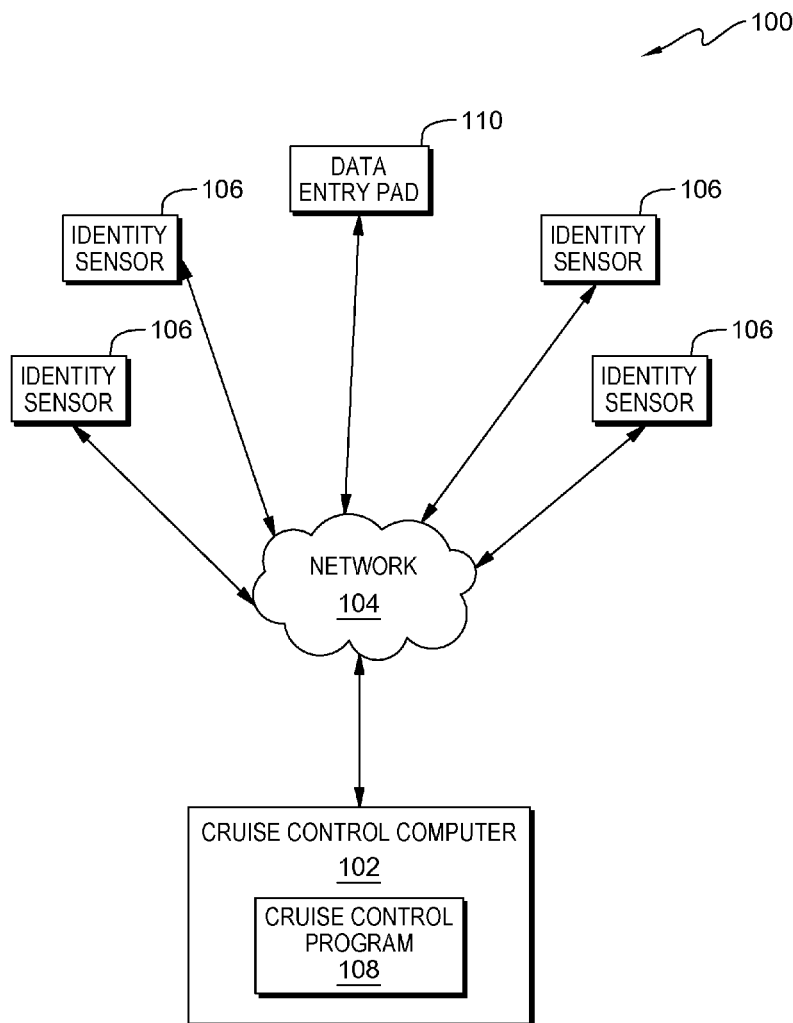 100
110
DATA
ENTRY PAD
106
IDENTITY
SENSOR
106
IDENTITY
SENSOR
106
IDENTITY
SENSOR
106
IDENTITY
SENSOR
NETWORK
104
CRUISE CONTROL COMPUTER
102
CRUISE CONTROL
PROGRAM
108